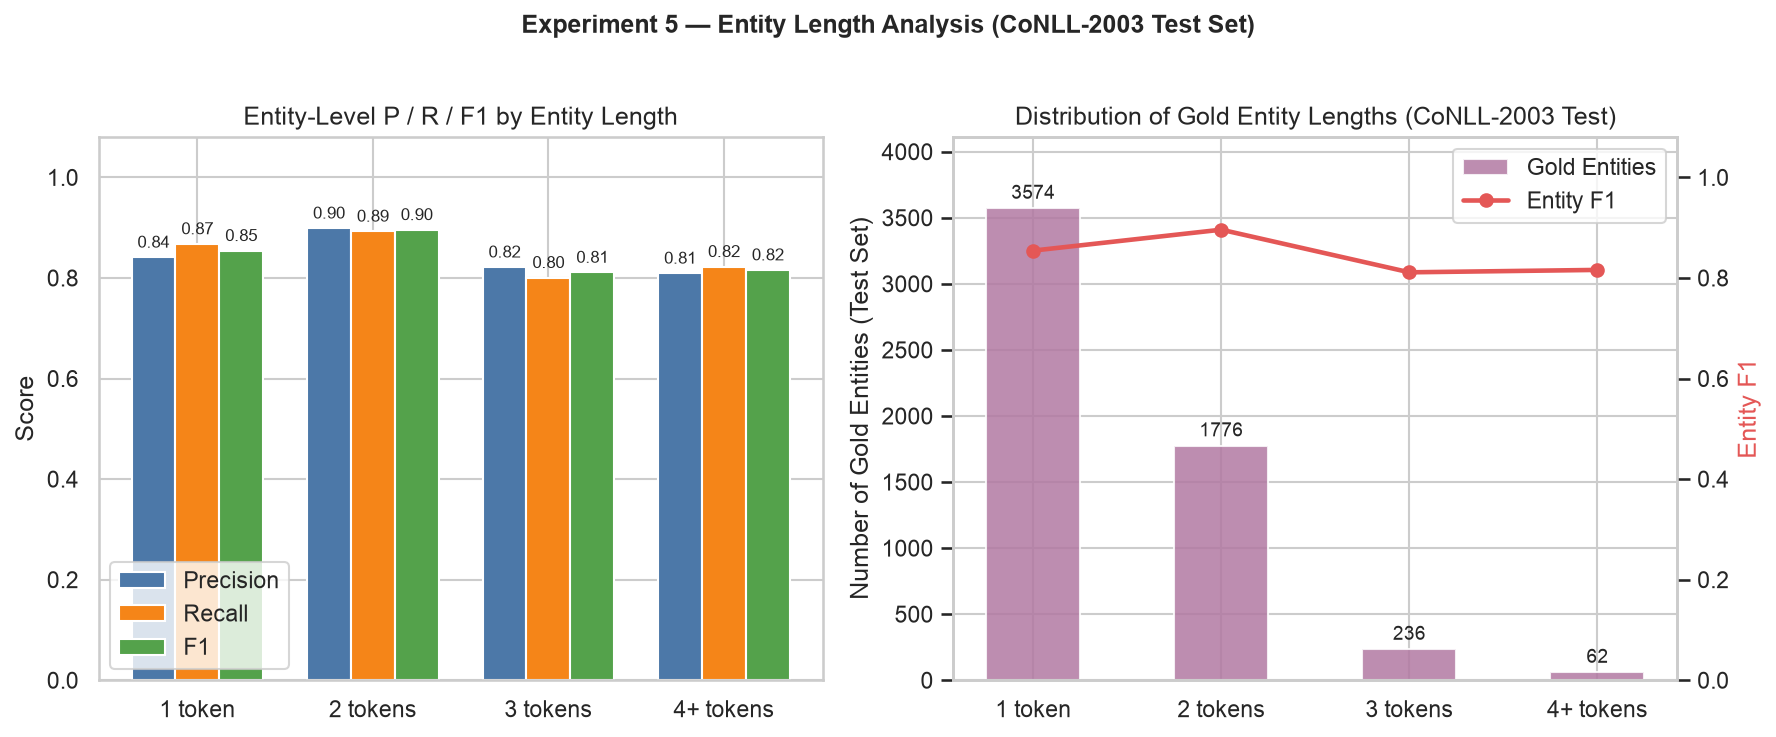 Experiment 5 — Entity Length Analysis (CoNLL-2003 Test Set)
Entity-Level P / R / F1 by Entity Length
Score
1.0
0.8
0.6
0.4
0.2
0.0
0.84
0.87
0.85
0.90
0.89
0.90
0.82
0.80
0.81
0.81
0.82
0.82
Precision
Recall
F1
1 token
2 tokens
3 tokens
4+ tokens
Distribution of Gold Entity Lengths (CoNLL-2003 Test)
Number of Gold Entities (Test Set)
4000
3500
3000
2500
2000
1500
1000
500
0
3574
1776
236
62
Gold Entities
Entity F1
1.0
0.8
0.6
0.4
0.2
0.0
Entity F1
1 token
2 tokens
3 tokens
4+ tokens